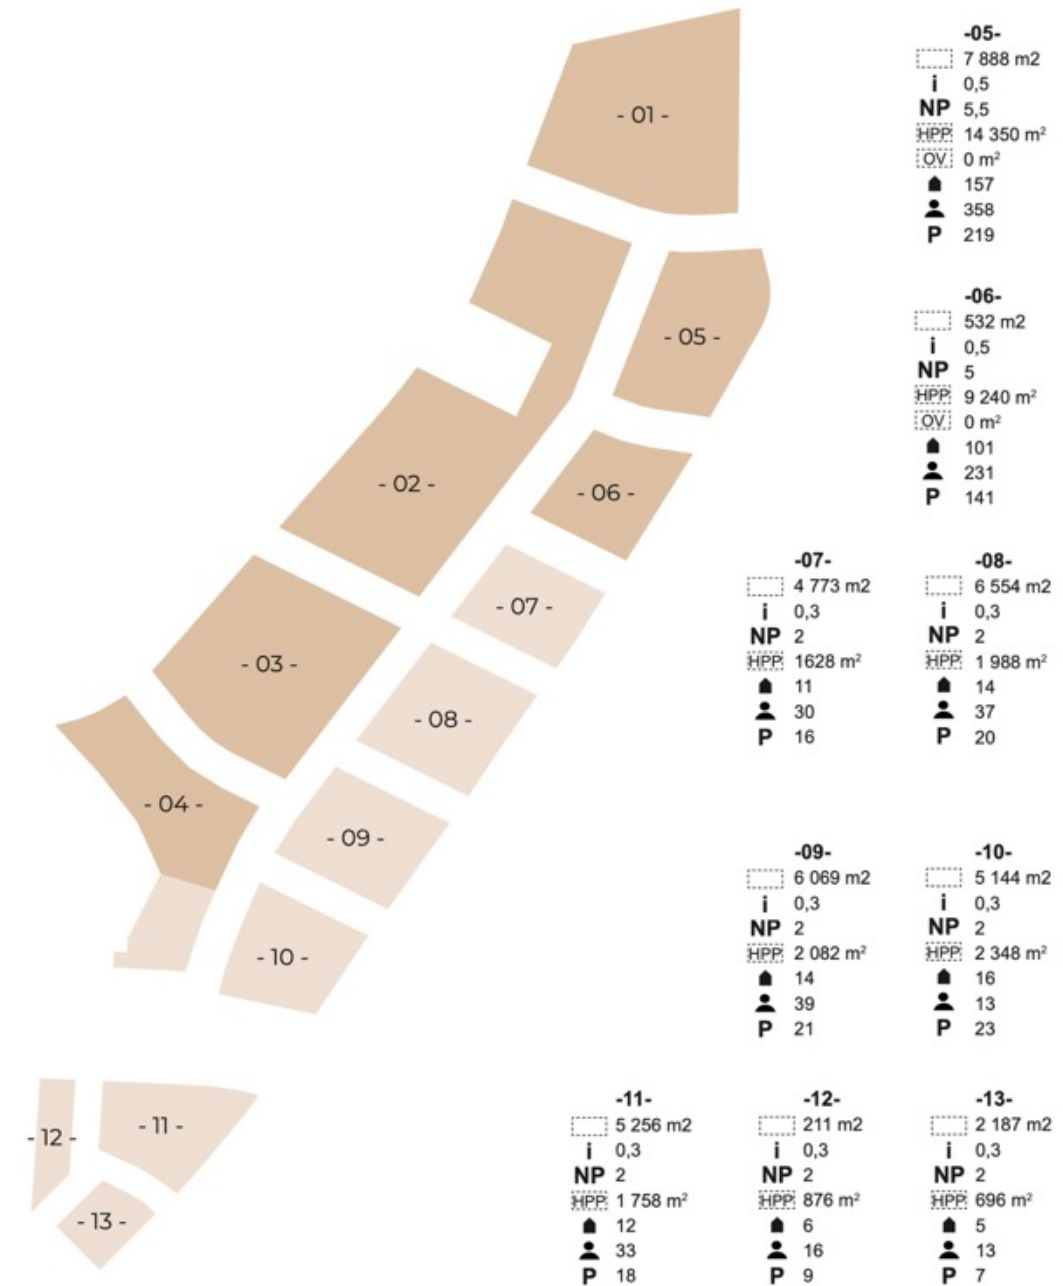 - 01 -
- 02 -
- 03 -
- 04 -
- 05 -
- 06 -
- 07 -
- 08 -
- 09 -
- 10 -
- 11 -
- 12 -
- 13 -
-05-
7 888 m2
i 0,5
NP 5,5
HPP 14 350 m²
OV 0 m²
157
358
P 219
-06-
532 m2
i 0,5
NP 5
HPP 9 240 m²
OV 0 m²
101
231
P 141
-07-
4 773 m2
i 0,3
NP 2
HPP 1628 m²
11
30
P 16
-08-
6 554 m2
i 0,3
NP 2
HPP 1 988 m²
14
37
P 20
-09-
6 069 m2
i 0,3
NP 2
HPP 2 082 m²
14
39
P 21
-10-
5 144 m2
i 0,3
NP 2
HPP 2 348 m²
16
13
P 23
-11-
5 256 m2
i 0,3
NP 2
HPP 1 758 m²
12
33
P 18
-12-
211 m2
i 0,3
NP 2
HPP 876 m²
6
16
P 9
-13-
2 187 m2
i 0,3
NP 2
HPP 696 m²
5
13
P 7